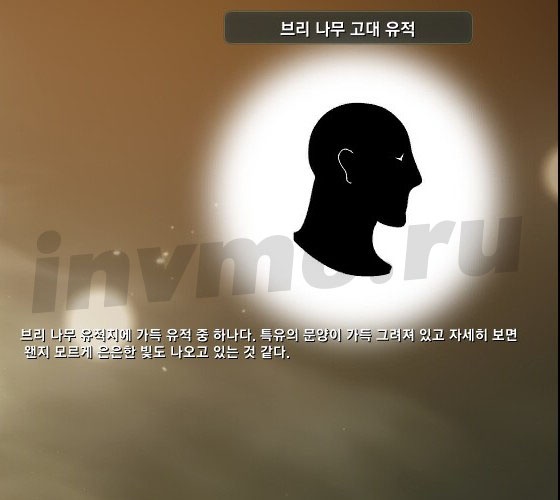 브리 나무 고대 유적
invmo.ru
브리 나무 유적지에 가득 유적 중 하나다. 특유의 문양이 가득 그려져 있고 자세히 보면
왠지 모르게 은은한 빛도 나오고 있는 것 같다.